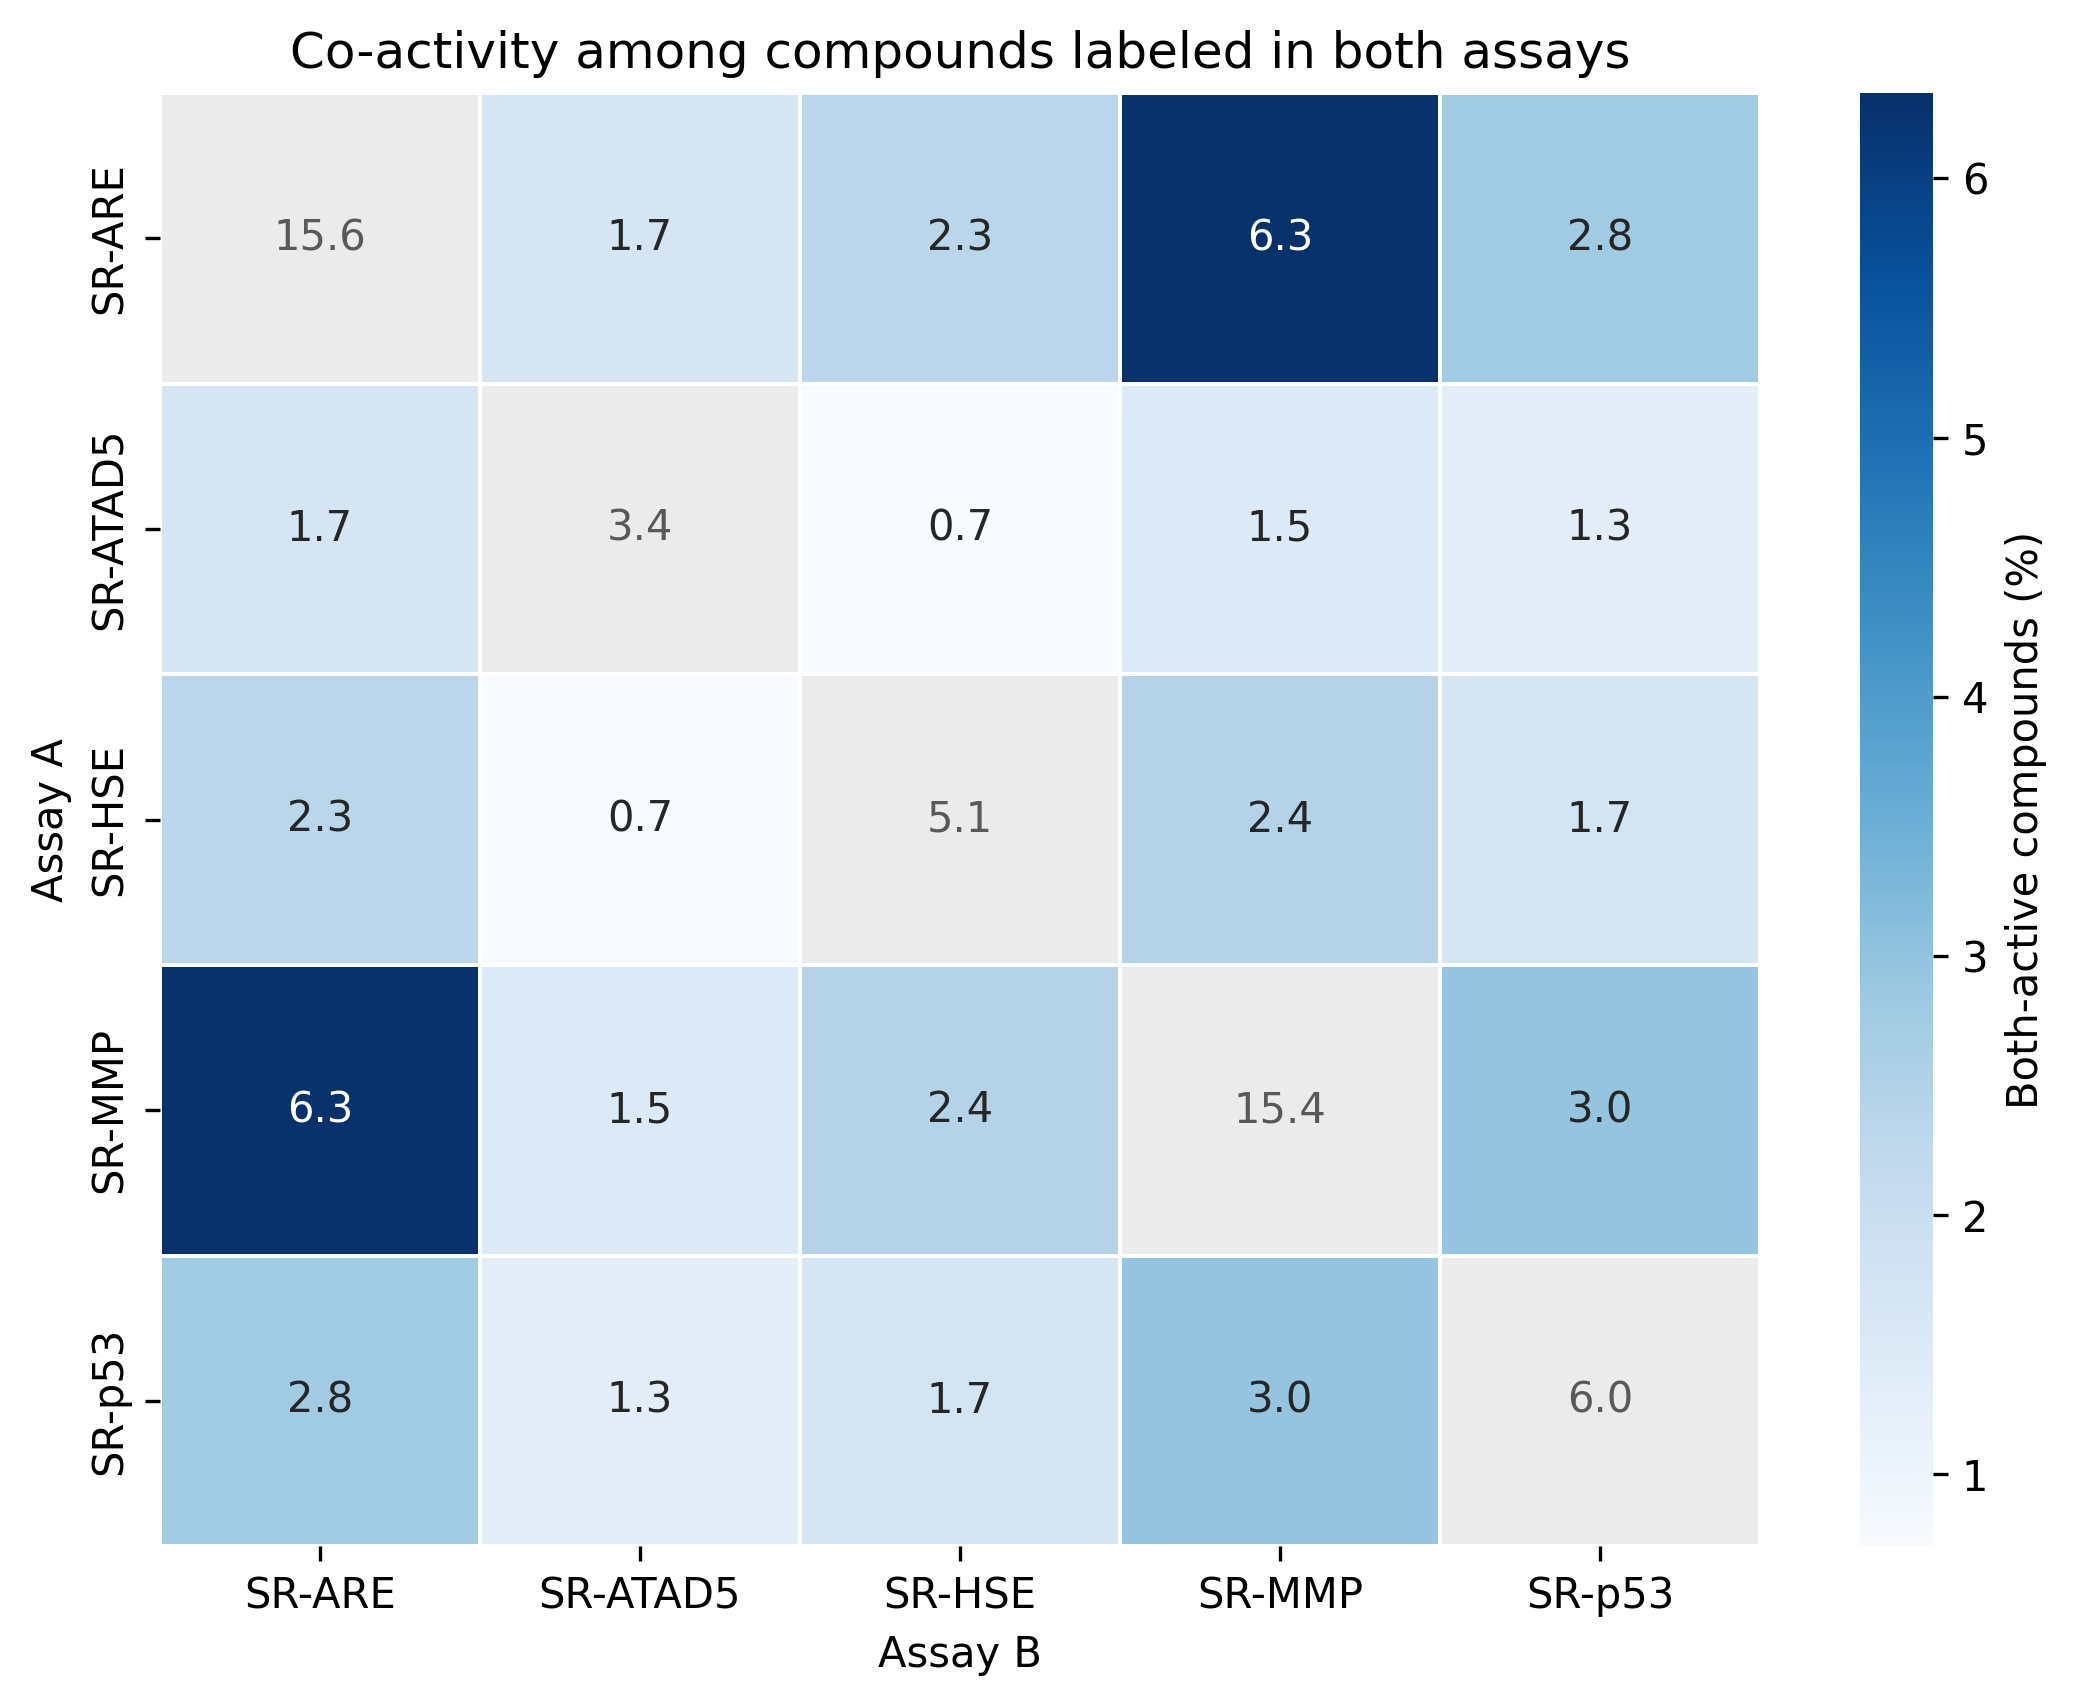 Co-activity among compounds labeled in both assays
Assay A
SR-ARE
15.6 1.7 2.3 6.3 2.8
SR-ATAD5
1.7 3.4 0.7 1.5 1.3
SR-HSE
2.3 0.7 5.1 2.4 1.7
SR-MMP
6.3 1.5 2.4 15.4 3.0
SR-p53
2.8 1.3 1.7 3.0 6.0
SR-ARE SR-ATAD5 SR-HSE SR-MMP SR-p53
Assay B
6
5
4
3
2
1
Both-active compounds (%)